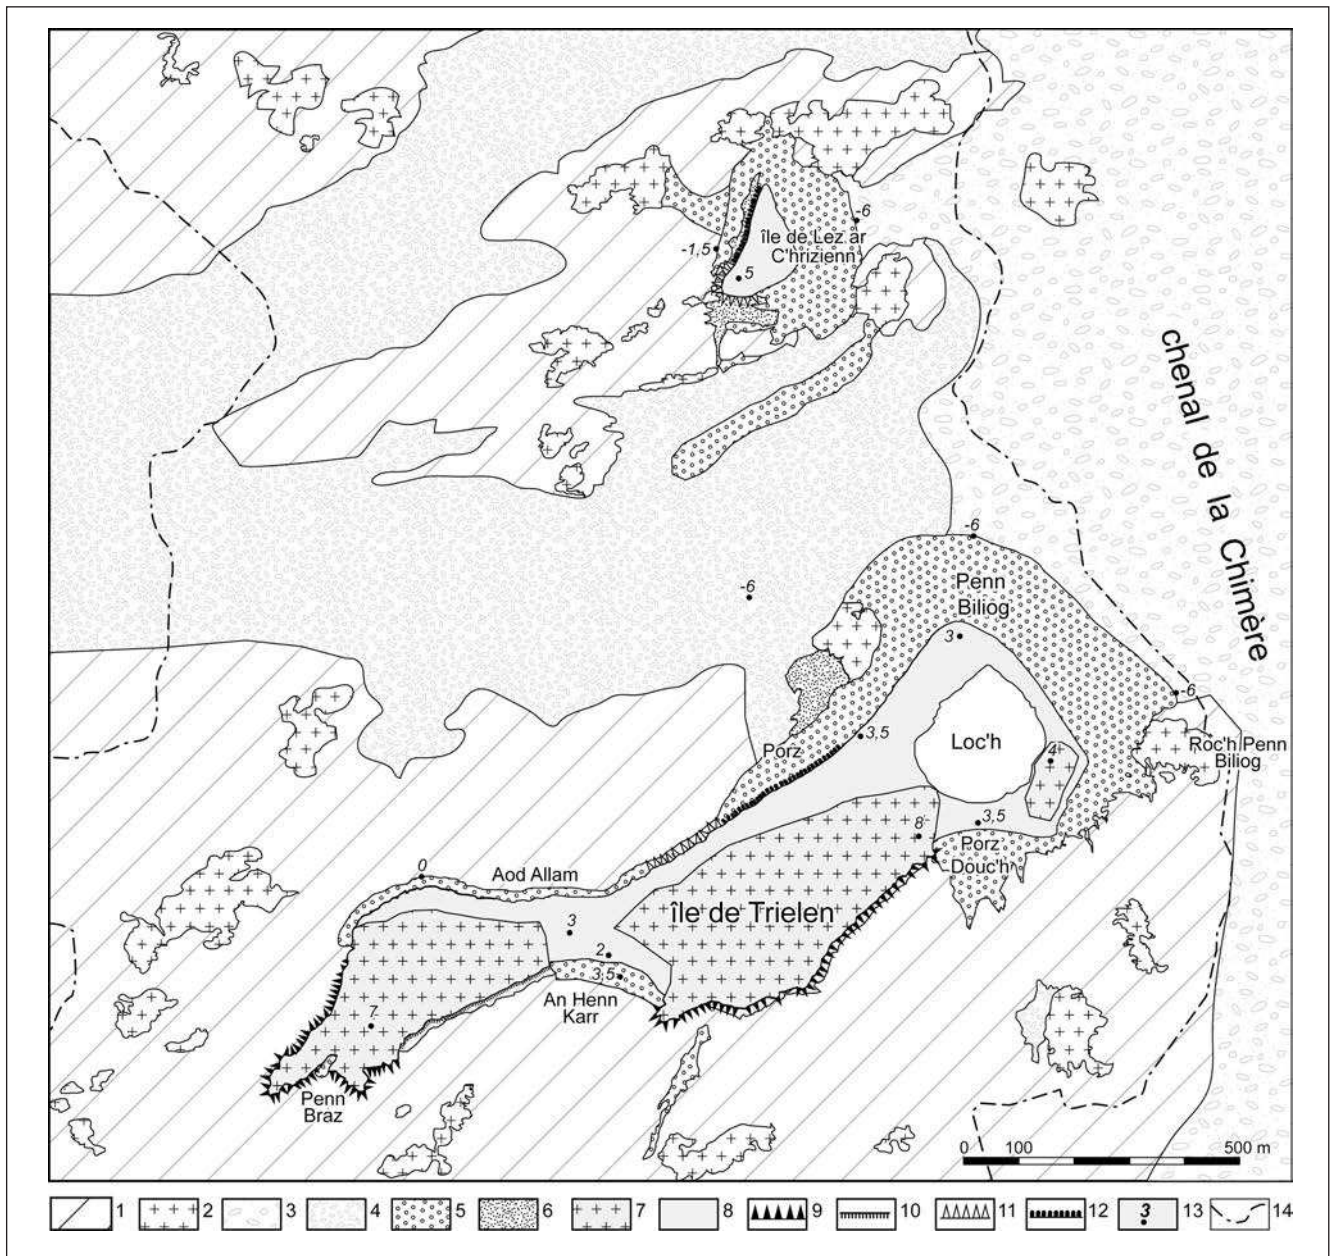 île de Lez ar
C'hrizienn
-6
-1,5
5
chenal de la Chimère
-6
-6
Penn
Biliog
3
-6
3,5
Porz
Loc'h
4
Roc'h Penn
Biliog
3,5
8
Porz
Douc'h
0
Aod Allam
île de Trielen
3
2
3,5
An Henn
Karr
7
Penn
Braz
0 100 500 m
1 2 3 4 5 6 7 8 9 10 11 12 3 13 14